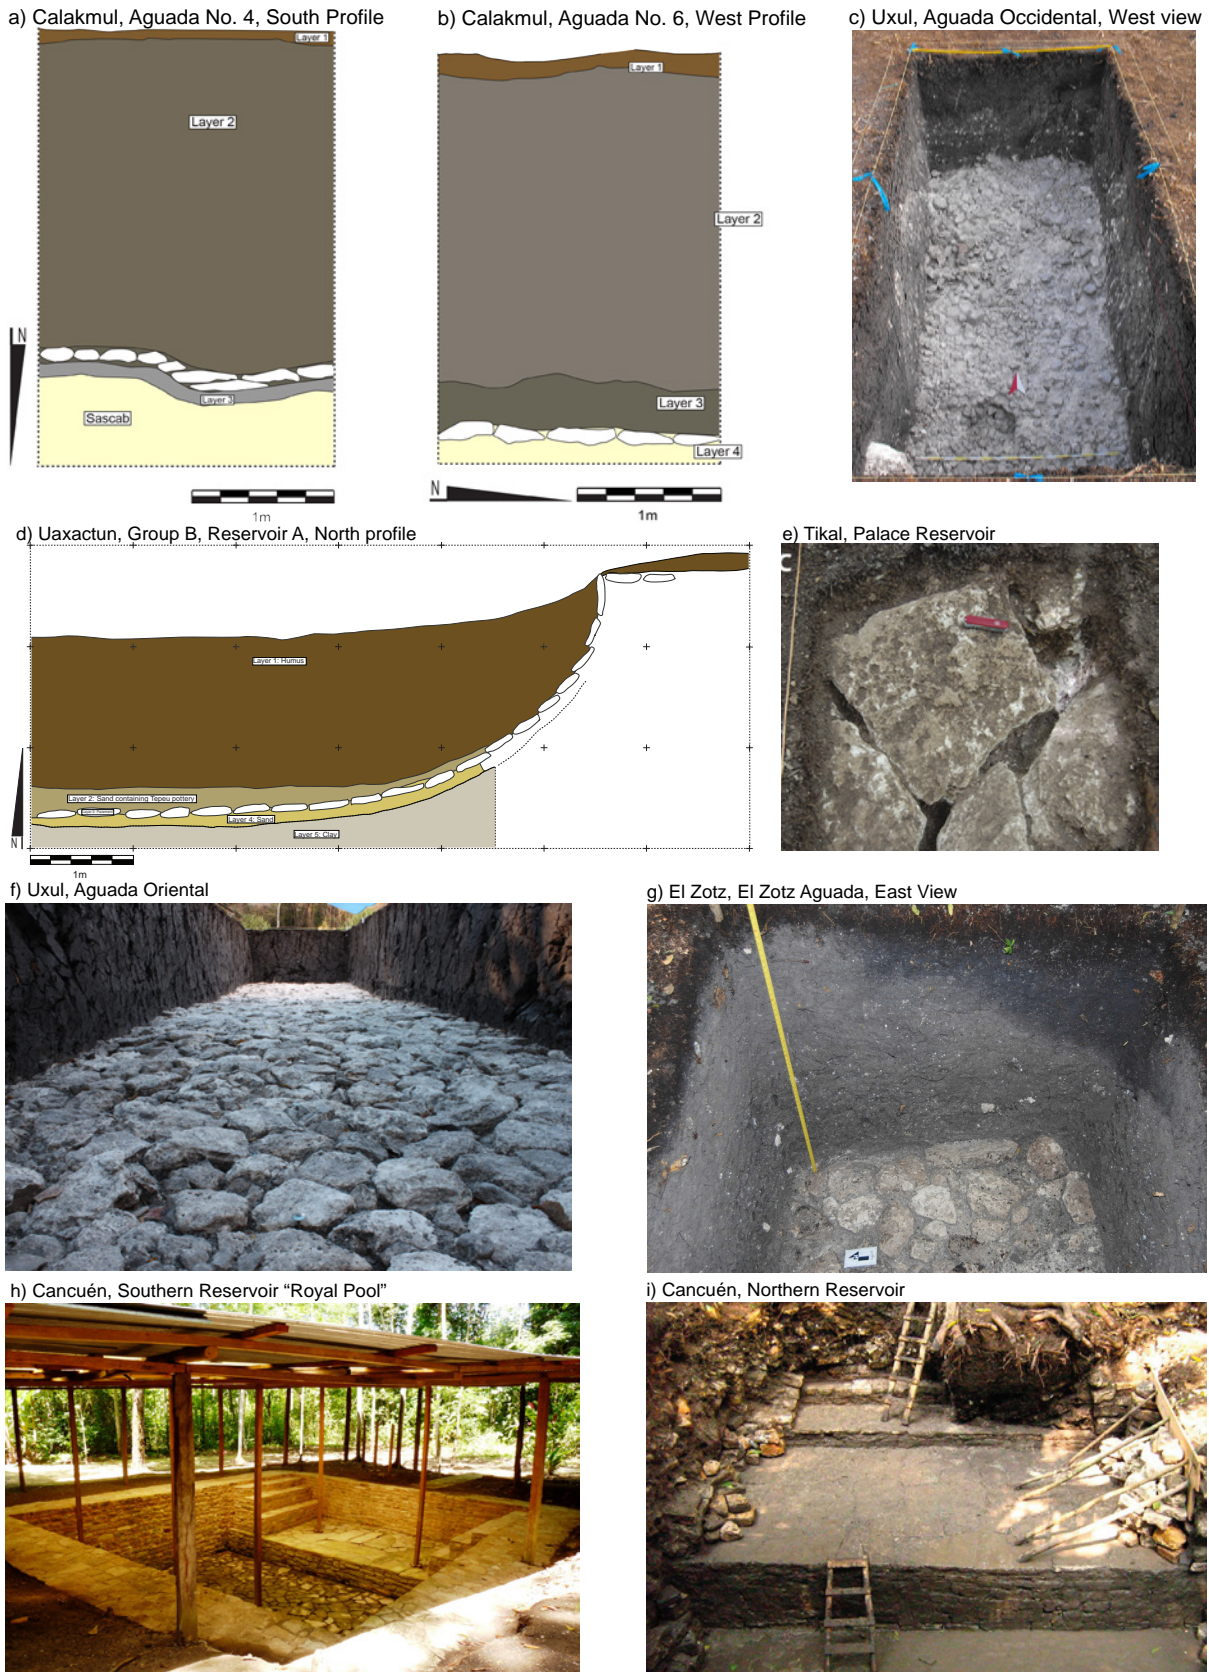 a) Calakmul, Aguada No. 4, South Profile
Layer 1
Layer 2
N
Layer 3
Sascab
1m
b) Calakmul, Aguada No. 6, West Profile
Layer 1
Layer 2
Layer 3
Layer 4
N
1m
c) Uxul, Aguada Occidental, West view
d) Uaxactun, Group B, Reservoir A, North profile
Layer 1: Humus
Layer 2: Sand containing Tepeu pottery
Layer 4: Sand
Layer 5: Clay
N
1m
e) Tikal, Palace Reservoir
C
f) Uxul, Aguada Oriental
g) El Zotz, El Zotz Aguada, East View
h) Cancuén, Southern Reservoir “Royal Pool”
i) Cancuén, Northern Reservoir